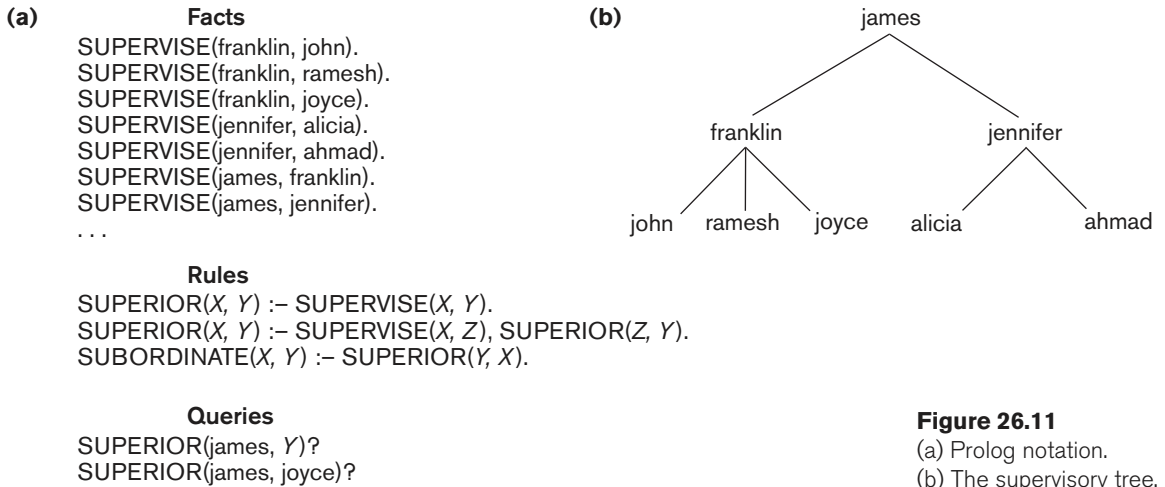 (a)
Facts
SUPERVISE(franklin, john).
SUPERVISE(franklin, ramesh).
SUPERVISE(franklin, joyce).
SUPERVISE(jennifer, alicia).
SUPERVISE(jennifer, ahmad).
SUPERVISE(james, franklin).
SUPERVISE(james, jennifer).
. . .
Rules
SUPERIOR(X, Y) :– SUPERVISE(X, Y).
SUPERIOR(X, Y) :– SUPERVISE(X, Z), SUPERIOR(Z, Y).
SUBORDINATE(X, Y) :– SUPERIOR(Y, X).
Queries
SUPERIOR(james, Y)?
SUPERIOR(james, joyce)?
(b)
james
franklin jennifer
john ramesh joyce alicia ahmad
Figure 26.11
(a) Prolog notation.
(b) The supervisory tree.